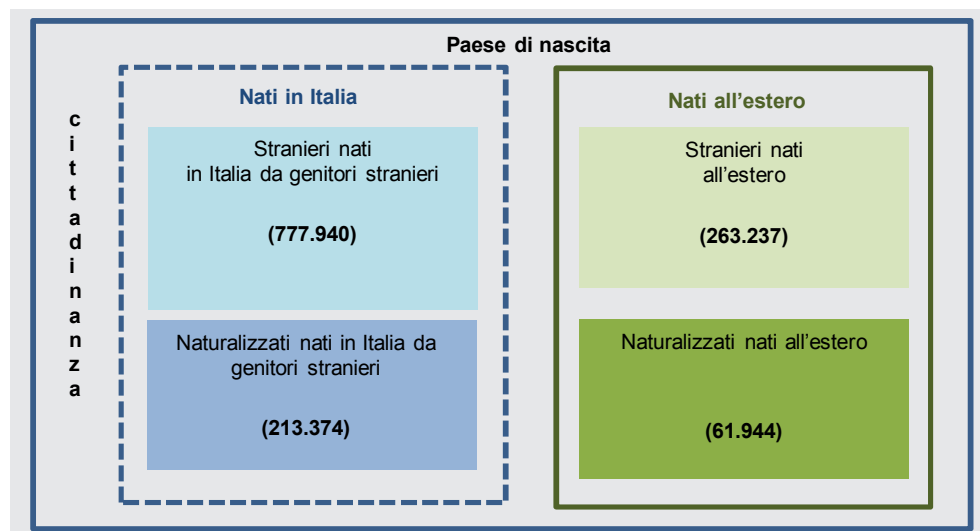 Paese di nascita
cittadinanza
Nati in Italia
Stranieri nati
in Italia da genitori stranieri
(777.940)
Naturalizzati nati in Italia da
genitori stranieri
(213.374)
Nati all’estero
Stranieri nati
all’estero
(263.237)
Naturalizzati nati all’estero
(61.944)